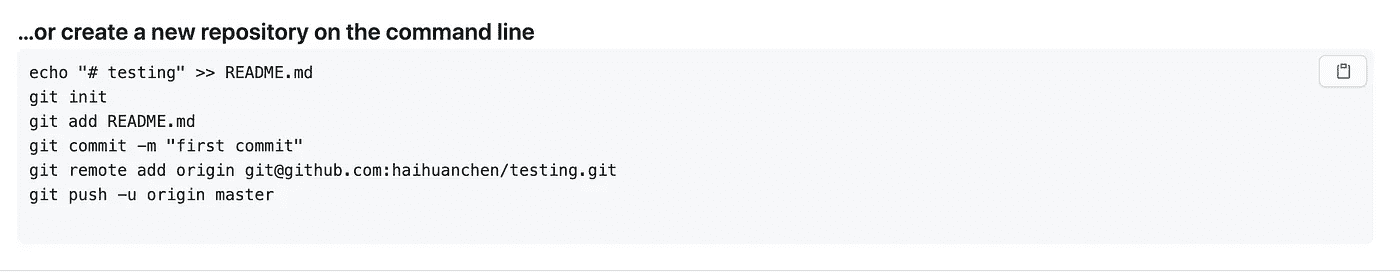 ...or create a new repository on the command line
echo "# testing" >> README.md
git init
git add README.md
git commit -m "first commit"
git remote add origin git@github.com:haihuanchen/testing.git
git push -u origin master